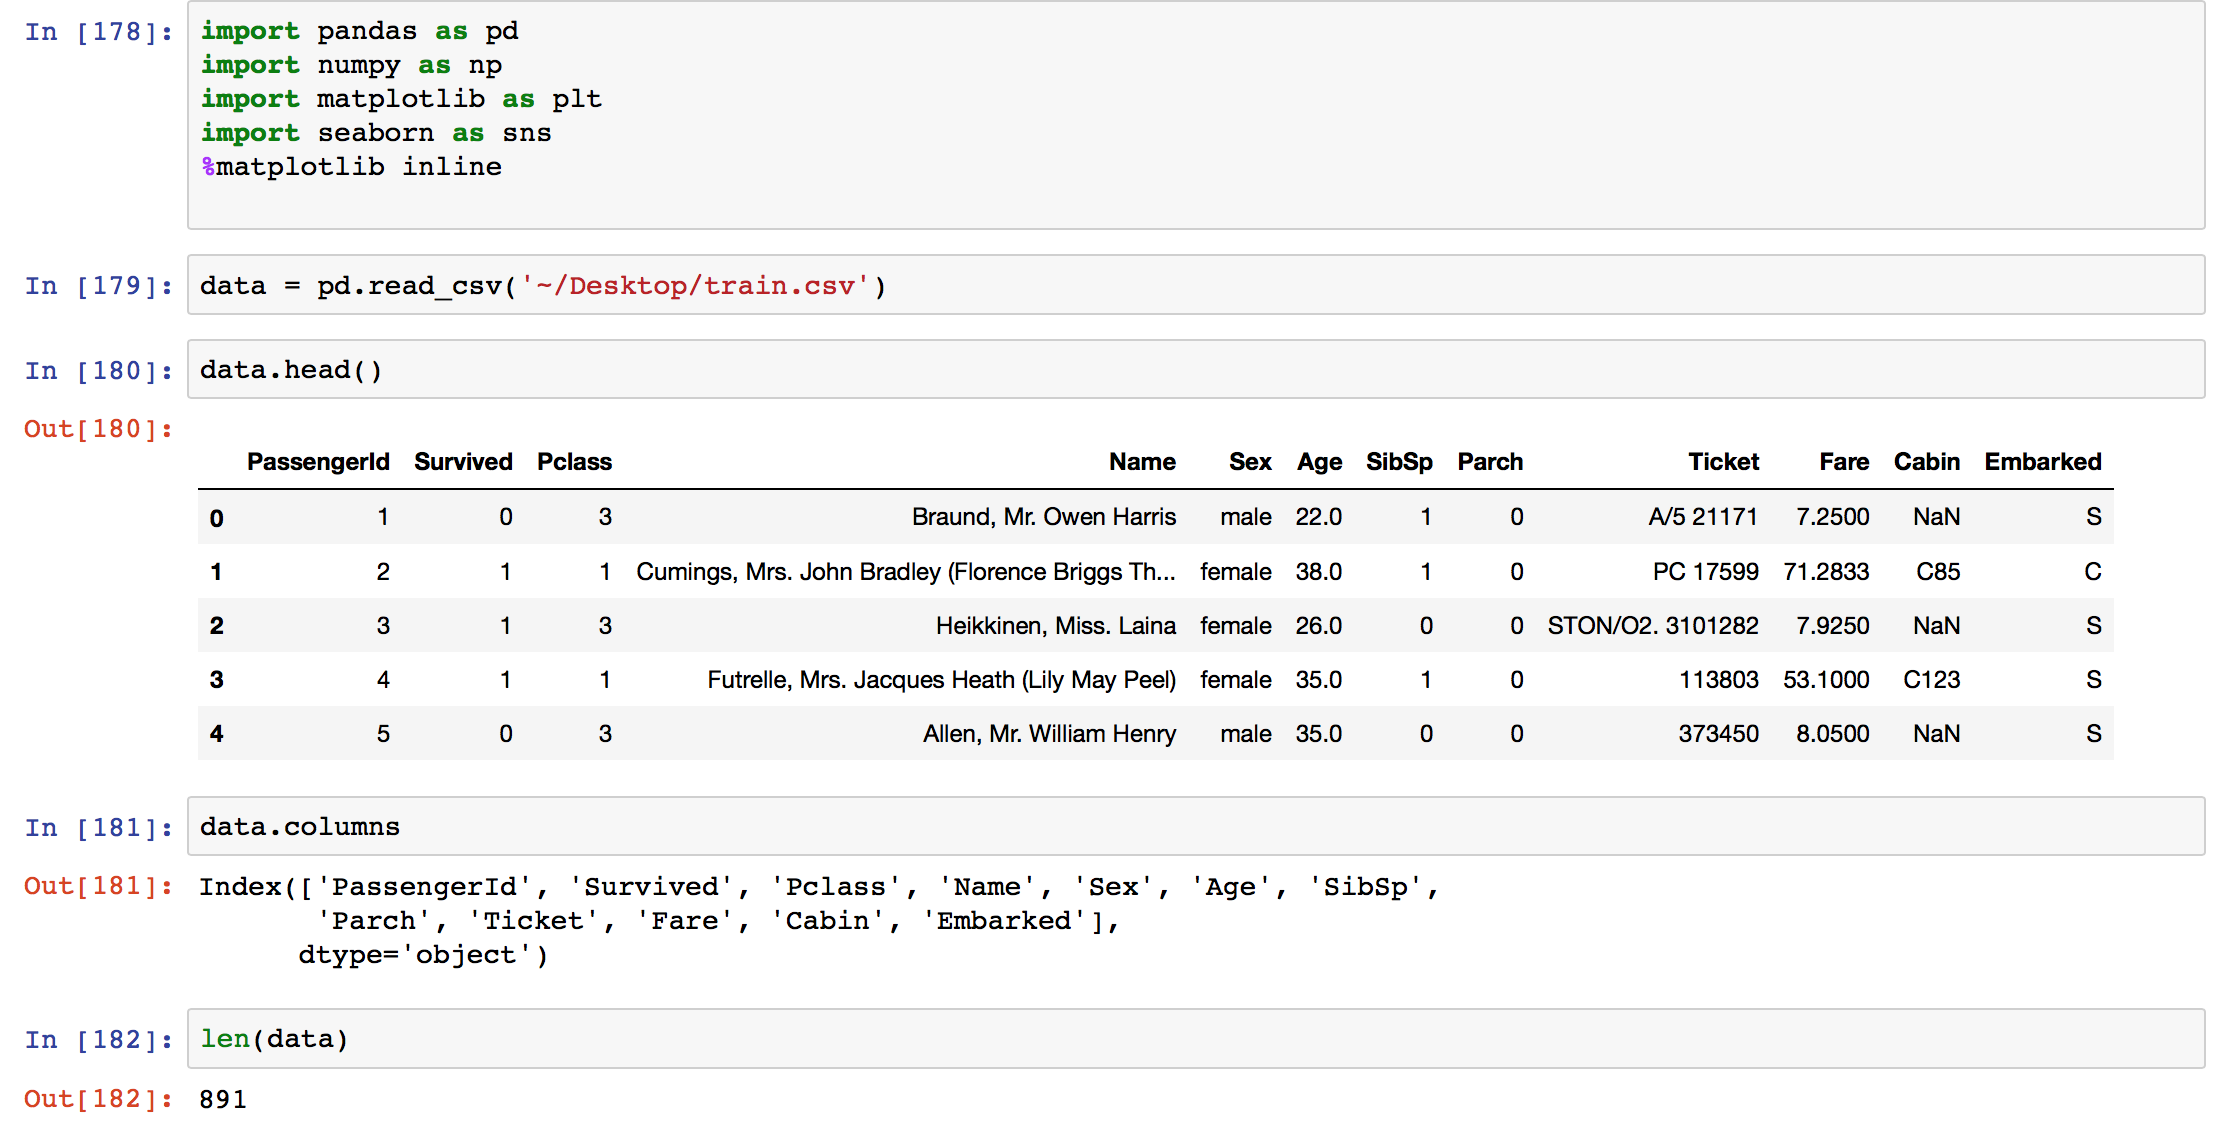 In [178]: import pandas as pd
import numpy as np
import matplotlib as plt
import seaborn as sns
%matplotlib inline
In [179]: data = pd.read_csv('~/Desktop/train.csv')
In [180]: data.head()
Out[180]:
PassengerId Survived Pclass Name Sex Age SibSp Parch Ticket Fare Cabin Embarked
0 1 0 3 Braund, Mr. Owen Harris male 22.0 1 0 A/5 21171 7.2500 NaN S
1 2 1 1 Cumings, Mrs. John Bradley (Florence Briggs Th... female 38.0 1 0 PC 17599 71.2833 C85 C
2 3 1 3 Heikkinen, Miss. Laina female 26.0 0 0 STON/O2. 3101282 7.9250 NaN S
3 4 1 1 Futrelle, Mrs. Jacques Heath (Lily May Peel) female 35.0 1 0 113803 53.1000 C123 S
4 5 0 3 Allen, Mr. William Henry male 35.0 0 0 373450 8.0500 NaN S
In [181]: data.columns
Out[181]: Index(['PassengerId', 'Survived', 'Pclass', 'Name', 'Sex', 'Age', 'SibSp',
'Parch', 'Ticket', 'Fare', 'Cabin', 'Embarked'],
dtype='object')
In [182]: len(data)
Out[182]: 891